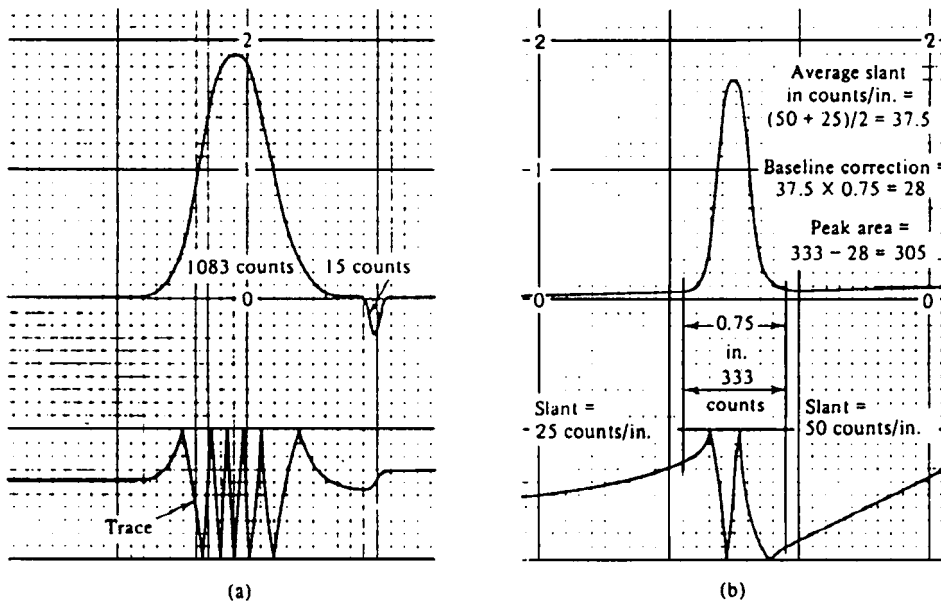 2
1083 counts
15 counts
0
Trace
(a)
2
2
Average slant
in counts/in. =
(50 + 25)/2 = 37.5
1
Baseline correction =
37.5 X 0.75 = 28
Peak area =
333 − 28 = 305
0
0
0.75
in.
333
counts
Slant =
25 counts/in.
Slant =
50 counts/in.
(b)